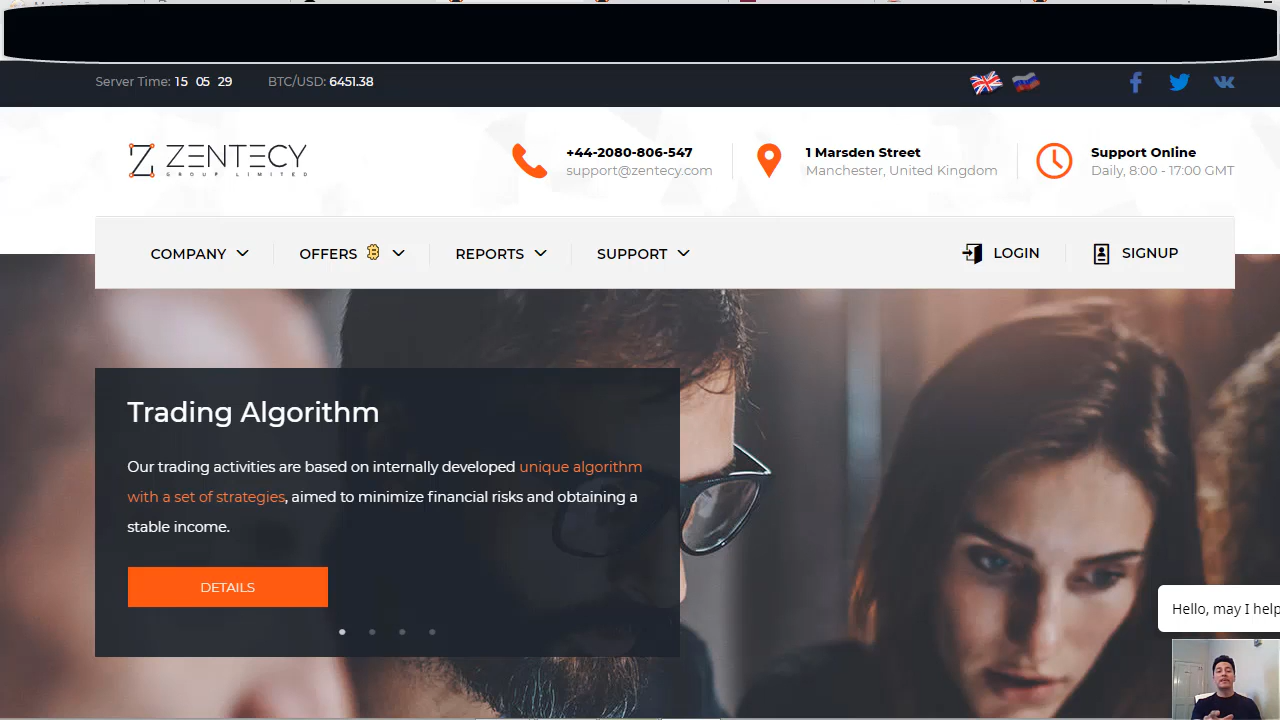 Server Time: 15 05 29 BTC/USD: 6451.38
ZENTECY
GROUP LIMITED
+44-2080-806-547
support@zentecy.com
1 Marsden Street
Manchester, United Kingdom
Support Online
Daily, 8:00 - 17:00 GMT
COMPANY OFFERS REPORTS SUPPORT LOGIN SIGNUP
Trading Algorithm
Our trading activities are based on internally developed unique algorithm
with a set of strategies, aimed to minimize financial risks and obtaining a
stable income.
DETAILS
Hello, may I help